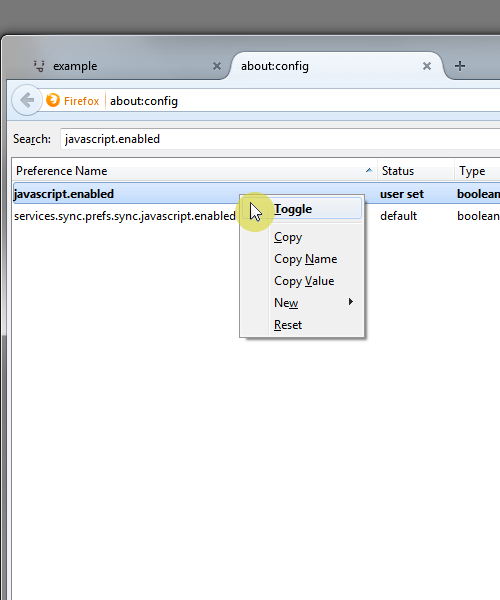 example
about:config
Firefox about:config
Search: javascript.enabled
Preference Name Status Type
javascript.enabled user set boolean
services.sync.prefs.sync.javascript.enabled default boolean
Toggle
Copy
Copy Name
Copy Value
New
Reset